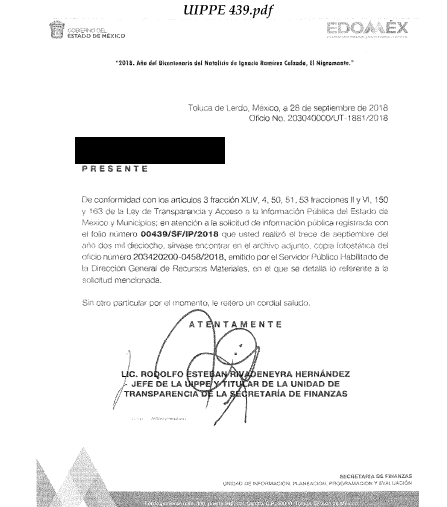 UIPPE 439.pdf
GOBIERNO DEL
ESTADO DE MÉXICO
EDOMÉX
"2018. Año del Bicentenario del Natalicio de Ignacio Ramírez Calzada, El Nigromante."
Toluca de Lerdo, México, a 28 de septiembre de 2018
Oficio No. 203040000/UT-1881/2018
P R E S E N T E
De conformidad con los artículos 3 fracción XLIV, 4, 50, 51, 53 fracciones II y VI, 150
y 163 de la Ley de Transparencia y Acceso a la Información Pública del Estado de
México y Municipios; en atención a la solicitud de información pública registrada con
el folio número 00439/SF/IP/2018 que usted realizó el trece de septiembre del
año dos mil dieciocho, sírvase encontrar en el archivo adjunto, copia fotostática del
oficio número 203420200-0458/2018, emitido por el Servidor Público Habilitado de
la Dirección General de Recursos Materiales, en el que se detalla lo referente a la
solicitud mencionada.
Sin otro particular por el momento, le reitero un cordial saludo.
A T E N T A M E N T E
LIC. RODOLFO ESTEBAN RIVADENEYRA HERNÁNDEZ
JEFE DE LA UIPPE Y TITULAR DE LA UNIDAD DE
TRANSPARENCIA DE LA SECRETARÍA DE FINANZAS
SECRETARÍA DE FINANZAS
UNIDAD DE INFORMACIÓN, PLANEACIÓN, PROGRAMACIÓN Y EVALUACIÓN